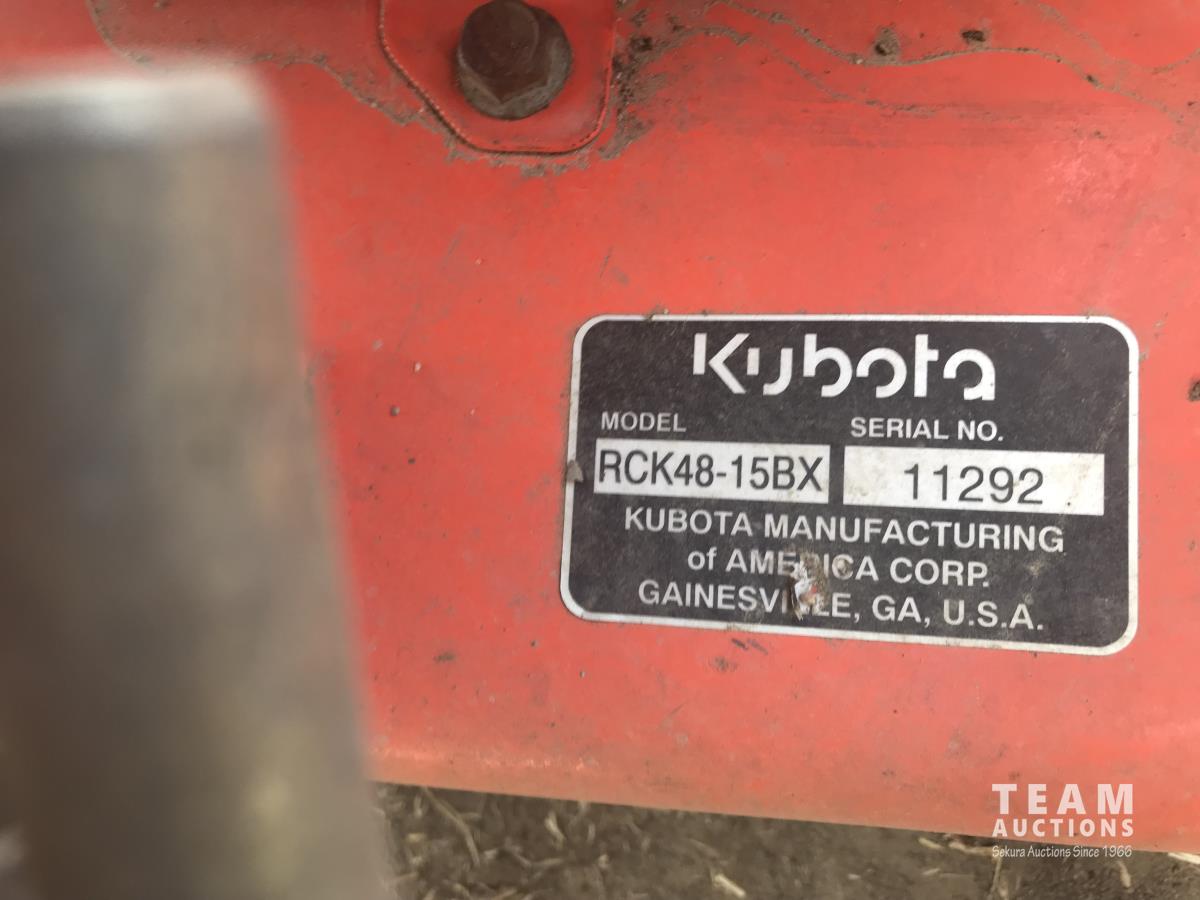 Kubota
MODEL SERIAL NO.
RCK48-15BX 11292
KUBOTA MANUFACTURING
of AMERICA CORP.
GAINESVILLE, GA, U.S.A.
TEAM
AUCTIONS
Sekura Auctions Since 1966